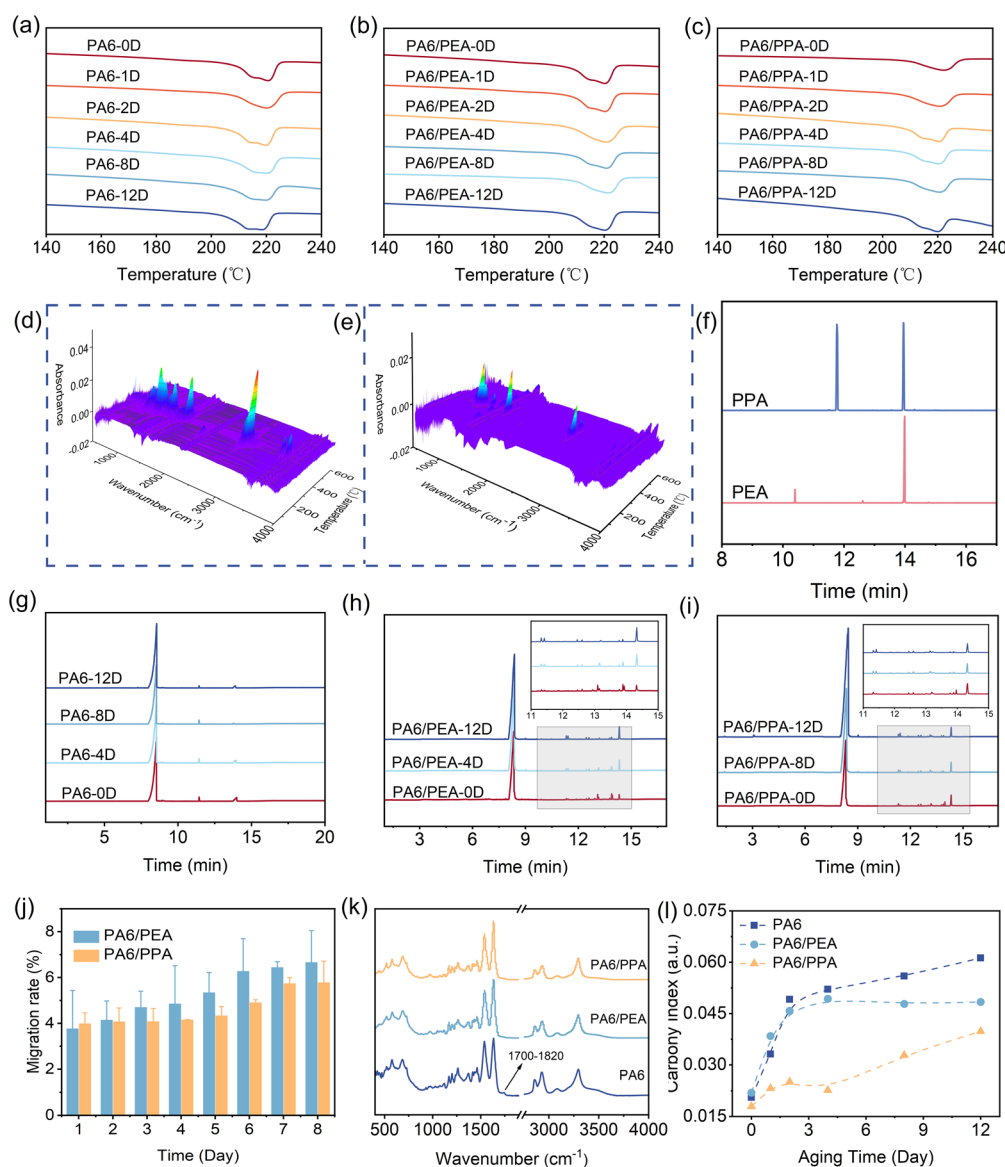 (a)
PA6-0D
PA6-1D
PA6-2D
PA6-4D
PA6-8D
PA6-12D
140 160 180 200 220 240
Temperature (℃)
(b)
PA6/PEA-0D
PA6/PEA-1D
PA6/PEA-2D
PA6/PEA-4D
PA6/PEA-8D
PA6/PEA-12D
140 160 180 200 220 240
Temperature (℃)
(c)
PA6/PPA-0D
PA6/PPA-1D
PA6/PPA-2D
PA6/PPA-4D
PA6/PPA-8D
PA6/PPA-12D
140 160 180 200 220 240
Temperature (℃)
(d)
0.04
0.02
0.00
-0.02
Absorbance
1000 2000 3000 4000
Wavenumber (cm⁻¹)
200 400 600
Temperature (℃)
(e)
0.04
0.02
0.00
-0.02
Absorbance
1000 2000 3000 4000
Wavenumber (cm⁻¹)
200 400 600
Temperature (℃)
(f)
PPA
PEA
8 10 12 14 16
Time (min)
(g)
PA6-12D
PA6-8D
PA6-4D
PA6-0D
5 10 15 20
Time (min)
(h)
11 12 13 14 15
PA6/PEA-12D
PA6/PEA-4D
PA6/PEA-0D
3 6 9 12 15
Time (min)
(i)
11 12 13 14 15
PA6/PPA-12D
PA6/PPA-8D
PA6/PPA-0D
3 6 9 12 15
Time (min)
(j)
PA6/PEA
PA6/PPA
10
8
6
4
2
0
Migration rate (%)
1 2 3 4 5 6 7 8
Time (Day)
(k)
PA6/PPA
PA6/PEA
1700-1820
PA6
500 1000 1500 2500 3000 3500 4000
Wavenumber (cm⁻¹)
(l)
0.075
0.060
0.045
0.030
0.015
Carbony index (a.u.)
PA6
PA6/PEA
PA6/PPA
0 2 4 6 8 10 12
Aging Time (Day)